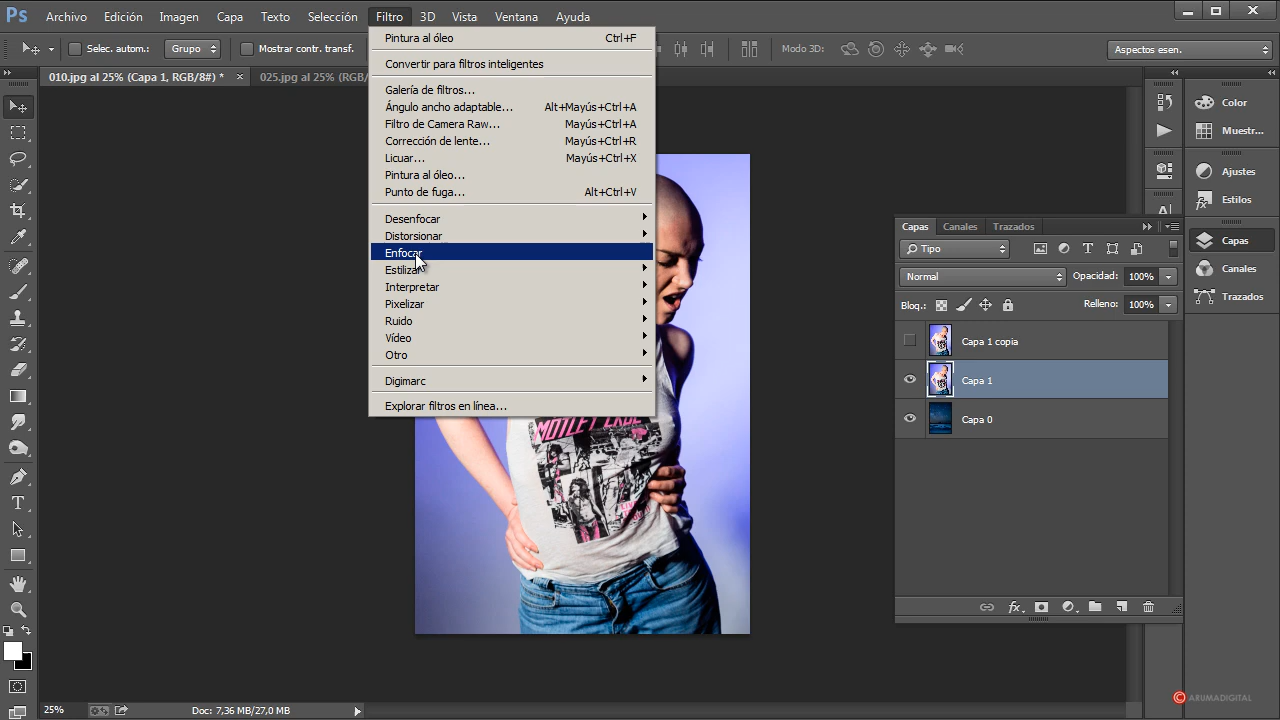 Ps Archivo Edición Imagen Capa Texto Selección Filtro 3D Vista Ventana Ayuda
Selec. autom.: Grupo Mostrar contr. transf. Modo 3D: Aspectos esen.
010.jpg al 25% (Capa 1, RGB/8#) * × 025.jpg al 25% (RGB/
Pintura al óleo Ctrl+F
Convertir para filtros inteligentes
Galería de filtros...
Ángulo ancho adaptable... Alt+Mayús+Ctrl+A
Filtro de Camera Raw... Mayús+Ctrl+A
Corrección de lente... Mayús+Ctrl+R
Licuar... Mayús+Ctrl+X
Pintura al óleo...
Punto de fuga... Alt+Ctrl+V
Desenfocar
Distorsionar
Enfocar
Estilizar
Interpretar
Pixelizar
Ruido
Vídeo
Otro
Digimarc
Explorar filtros en línea...
MÖTLEY CRÜE
Color
Muestr...
Ajustes
Estilos
Capas
Canales
Trazados
Capas Canales Trazados
Tipo
Normal Opacidad: 100%
Bloq.: Relleno: 100%
Capa 1 copia
Capa 1
Capa 0
fx
25% Doc: 7,36 MB/27,0 MB
© ARUMADIGITAL